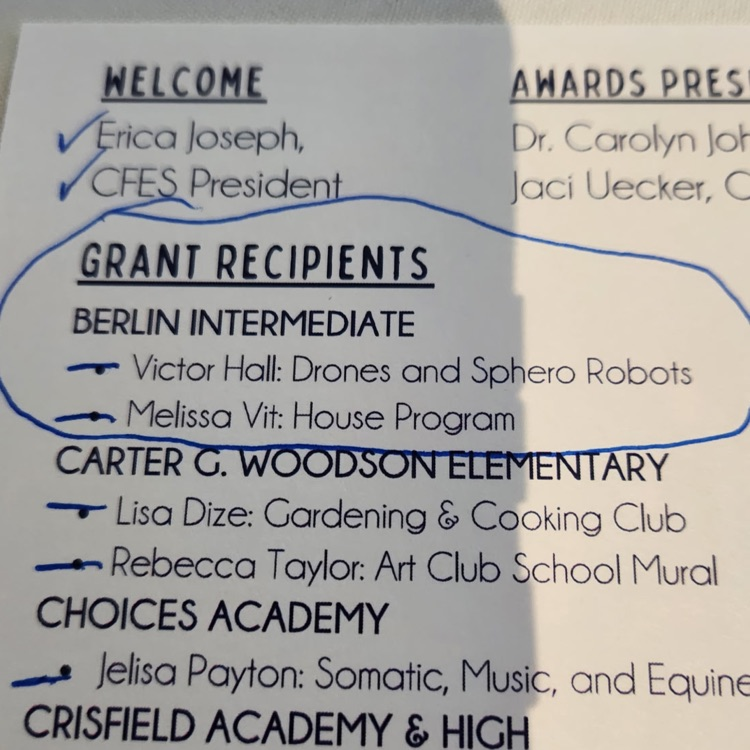 WELCOME
Erica Joseph,
CFES President
AWARDS
Dr. Carolyn
Jaci Uecker,
GRANT RECIPIENTS
BERLIN INTERMEDIATE
Victor Hall: Drones and Sphero Robots
Melissa Vit: House Program
CARTER G. WOODSON ELEMENTARY
Lisa Dize: Gardening & Cooking Club
Rebecca Taylor: Art Club School Mural
CHOICES ACADEMY
Jelisa Payton: Somatic, Music, and Equine
CRISFIELD ACADEMY & HIGH